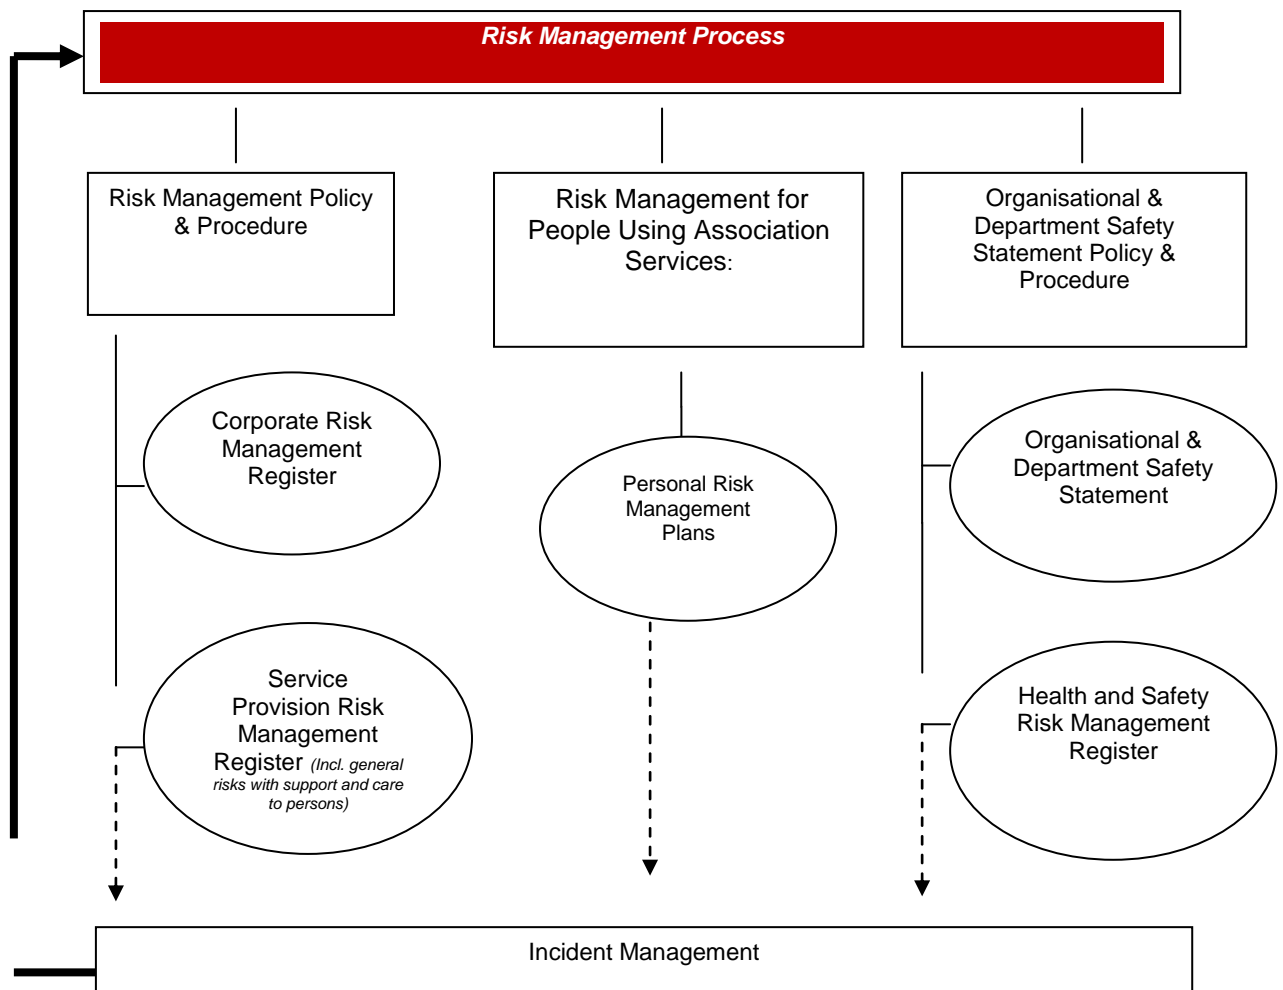 Risk Management Process
Risk Management Policy
& Procedure
Risk Management for
People Using Association
Services:
Organisational &
Department Safety
Statement Policy &
Procedure
Corporate Risk
Management
Register
Personal Risk
Management
Plans
Organisational &
Department Safety
Statement
Service
Provision Risk
Management
Register (Incl. general
risks with support and care
to persons)
Health and Safety
Risk Management
Register
Incident Management